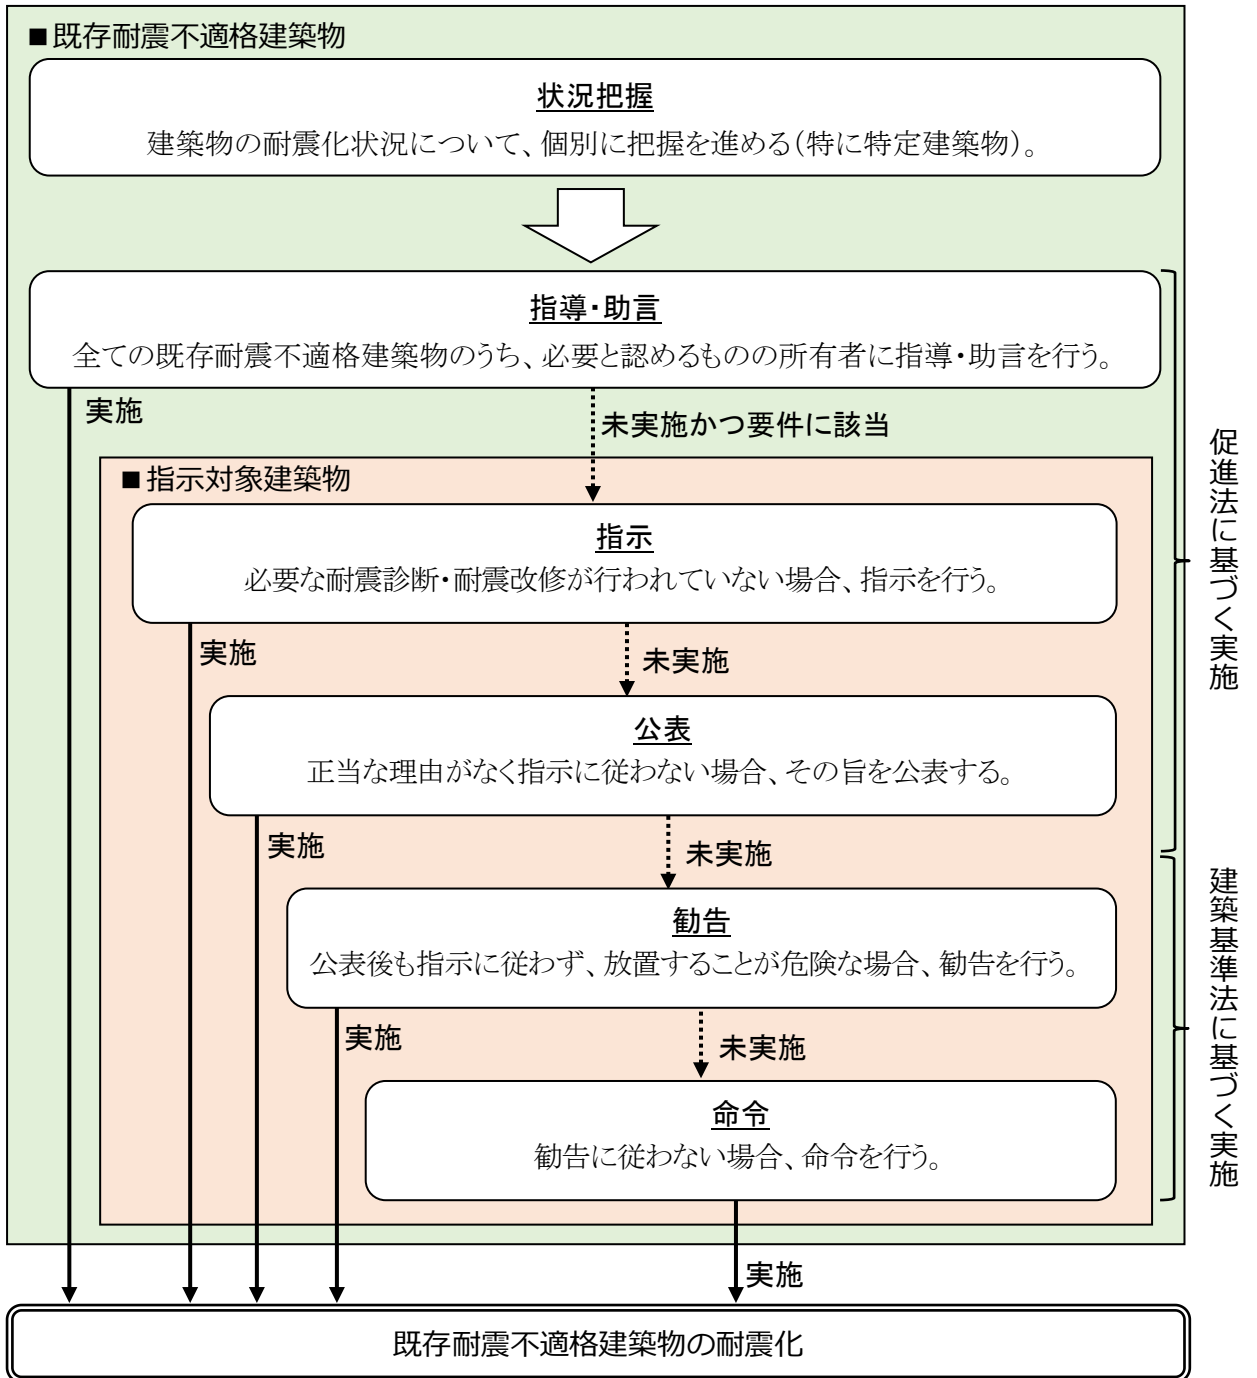 ■既存耐震不適格建築物
状況把握
建築物の耐震化状況について、個別に把握を進める(特に特定建築物)。
指導・助言
全ての既存耐震不適格建築物のうち、必要と認めるものの所有者に指導・助言を行う。
実施
未実施かつ要件に該当
■指示対象建築物
指示
必要な耐震診断・耐震改修が行われていない場合、指示を行う。
実施
未実施
公表
正当な理由がなく指示に従わない場合、その旨を公表する。
実施
未実施
勧告
公表後も指示に従わず、放置することが危険な場合、勧告を行う。
実施
未実施
命令
勧告に従わない場合、命令を行う。
実施
既存耐震不適格建築物の耐震化
促進法に基づく実施
建築基準法に基づく実施